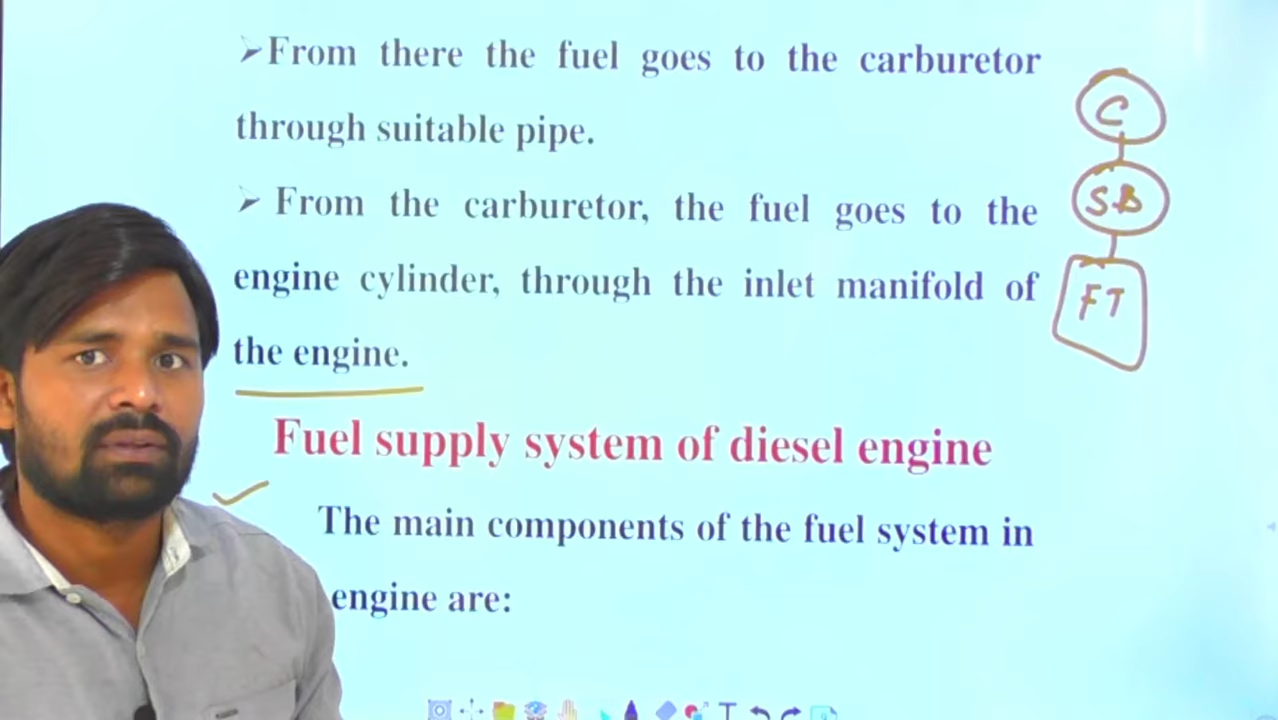 ➢From there the fuel goes to the carburetor
through suitable pipe.
➢ From the carburetor, the fuel goes to the
engine cylinder, through the inlet manifold of
the engine.
Fuel supply system of diesel engine
The main components of the fuel system in
engine are:
C
SB
FT